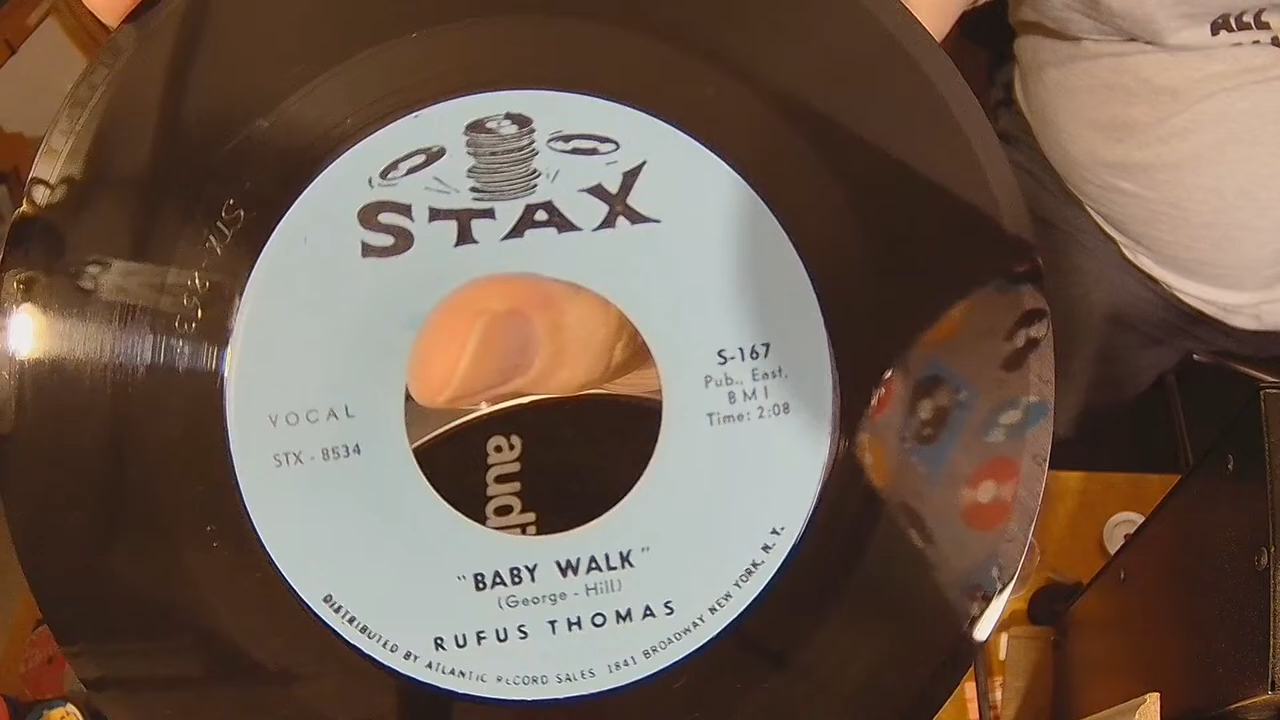 ALL
STAX
S-167
Pub., East,
BMI
Time: 2:08
VOCAL
STX - 8534
audi
"BABY WALK"
(George - Hill)
RUFUS THOMAS
DISTRIBUTED BY ATLANTIC RECORD SALES 1841 BROADWAY NEW YORK, N. Y.